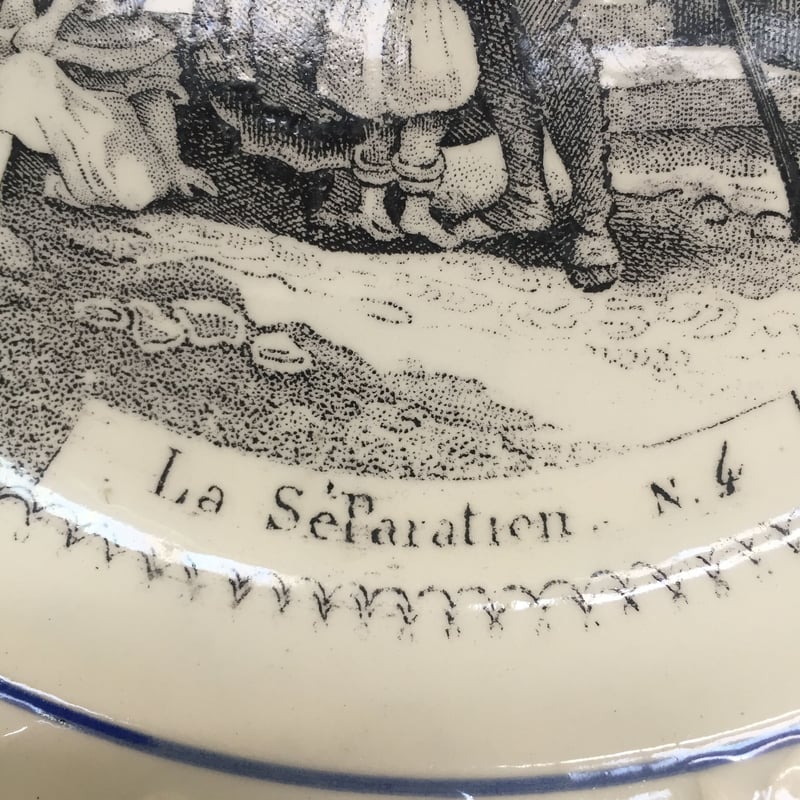 La SéParation. N. 4